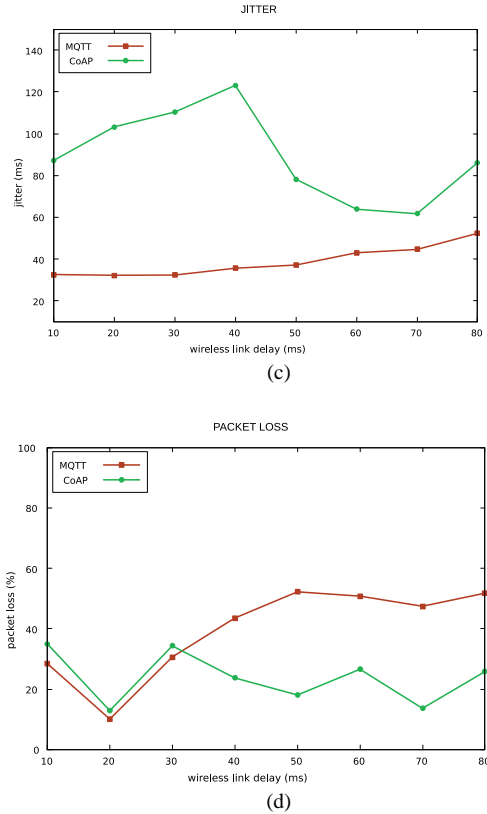 JITTER
140
120
100
80
60
40
20
jitter (ms)
MQTT
CoAP
10 20 30 40 50 60 70 80
wireless link delay (ms)
(c)
PACKET LOSS
100
80
60
40
20
0
packet loss (%)
MQTT
CoAP
10 20 30 40 50 60 70 80
wireless link delay (ms)
(d)